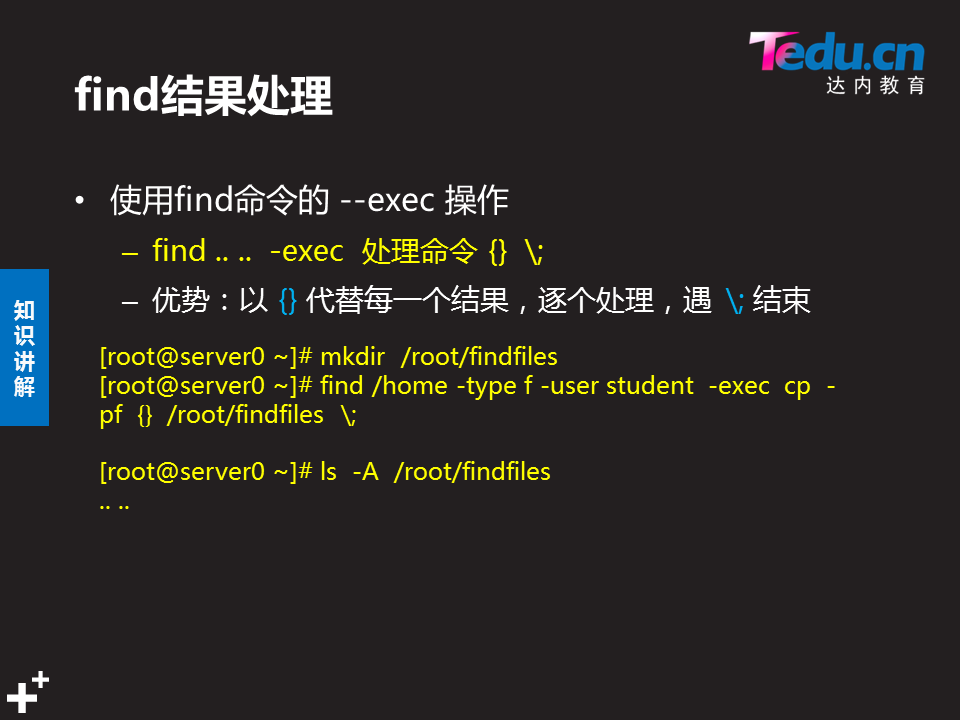 Tedu.cn
达内教育
find结果处理
• 使用find命令的 --exec 操作
– find .. .. -exec 处理命令 {} \;
– 优势：以 {} 代替每一个结果，逐个处理，遇 \; 结束
知识讲解
[root@server0 ~]# mkdir /root/findfiles
[root@server0 ~]# find /home -type f -user student -exec cp -
pf {} /root/findfiles \;
[root@server0 ~]# ls -A /root/findfiles
.. ..